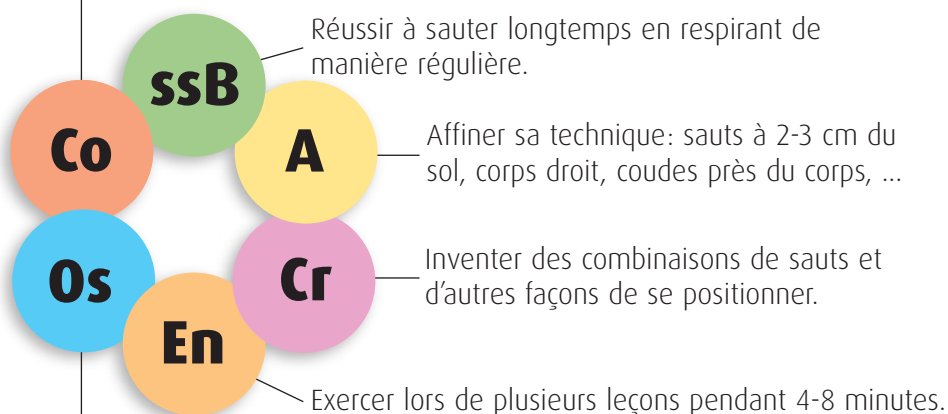 ssB
Réussir à sauter longtemps en respirant de
manière régulière.
Co
A
Affiner sa technique: sauts à 2-3 cm du
sol, corps droit, coudes près du corps, ...
Os
Cr
Inventer des combinaisons de sauts et
d’autres façons de se positionner.
En
Exercer lors de plusieurs leçons pendant 4-8 minutes.